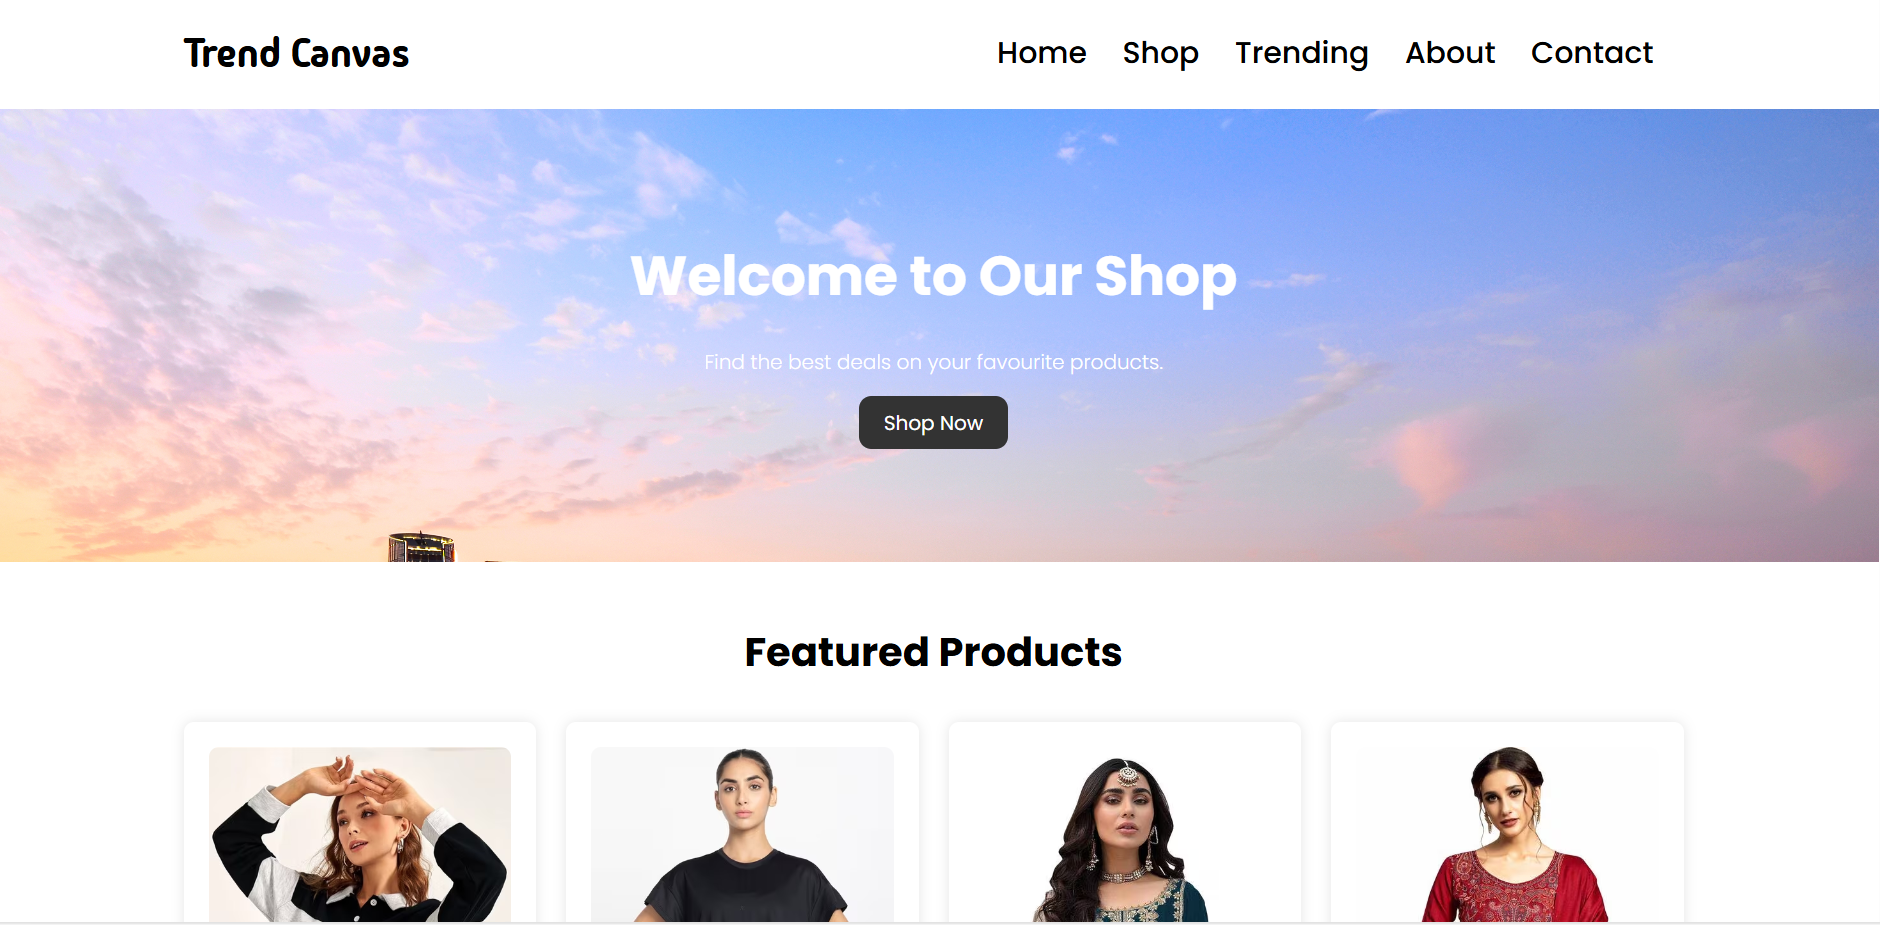 Trend Canvas
Home Shop Trending About Contact
Welcome to Our Shop
Find the best deals on your favourite products.
Shop Now
Featured Products